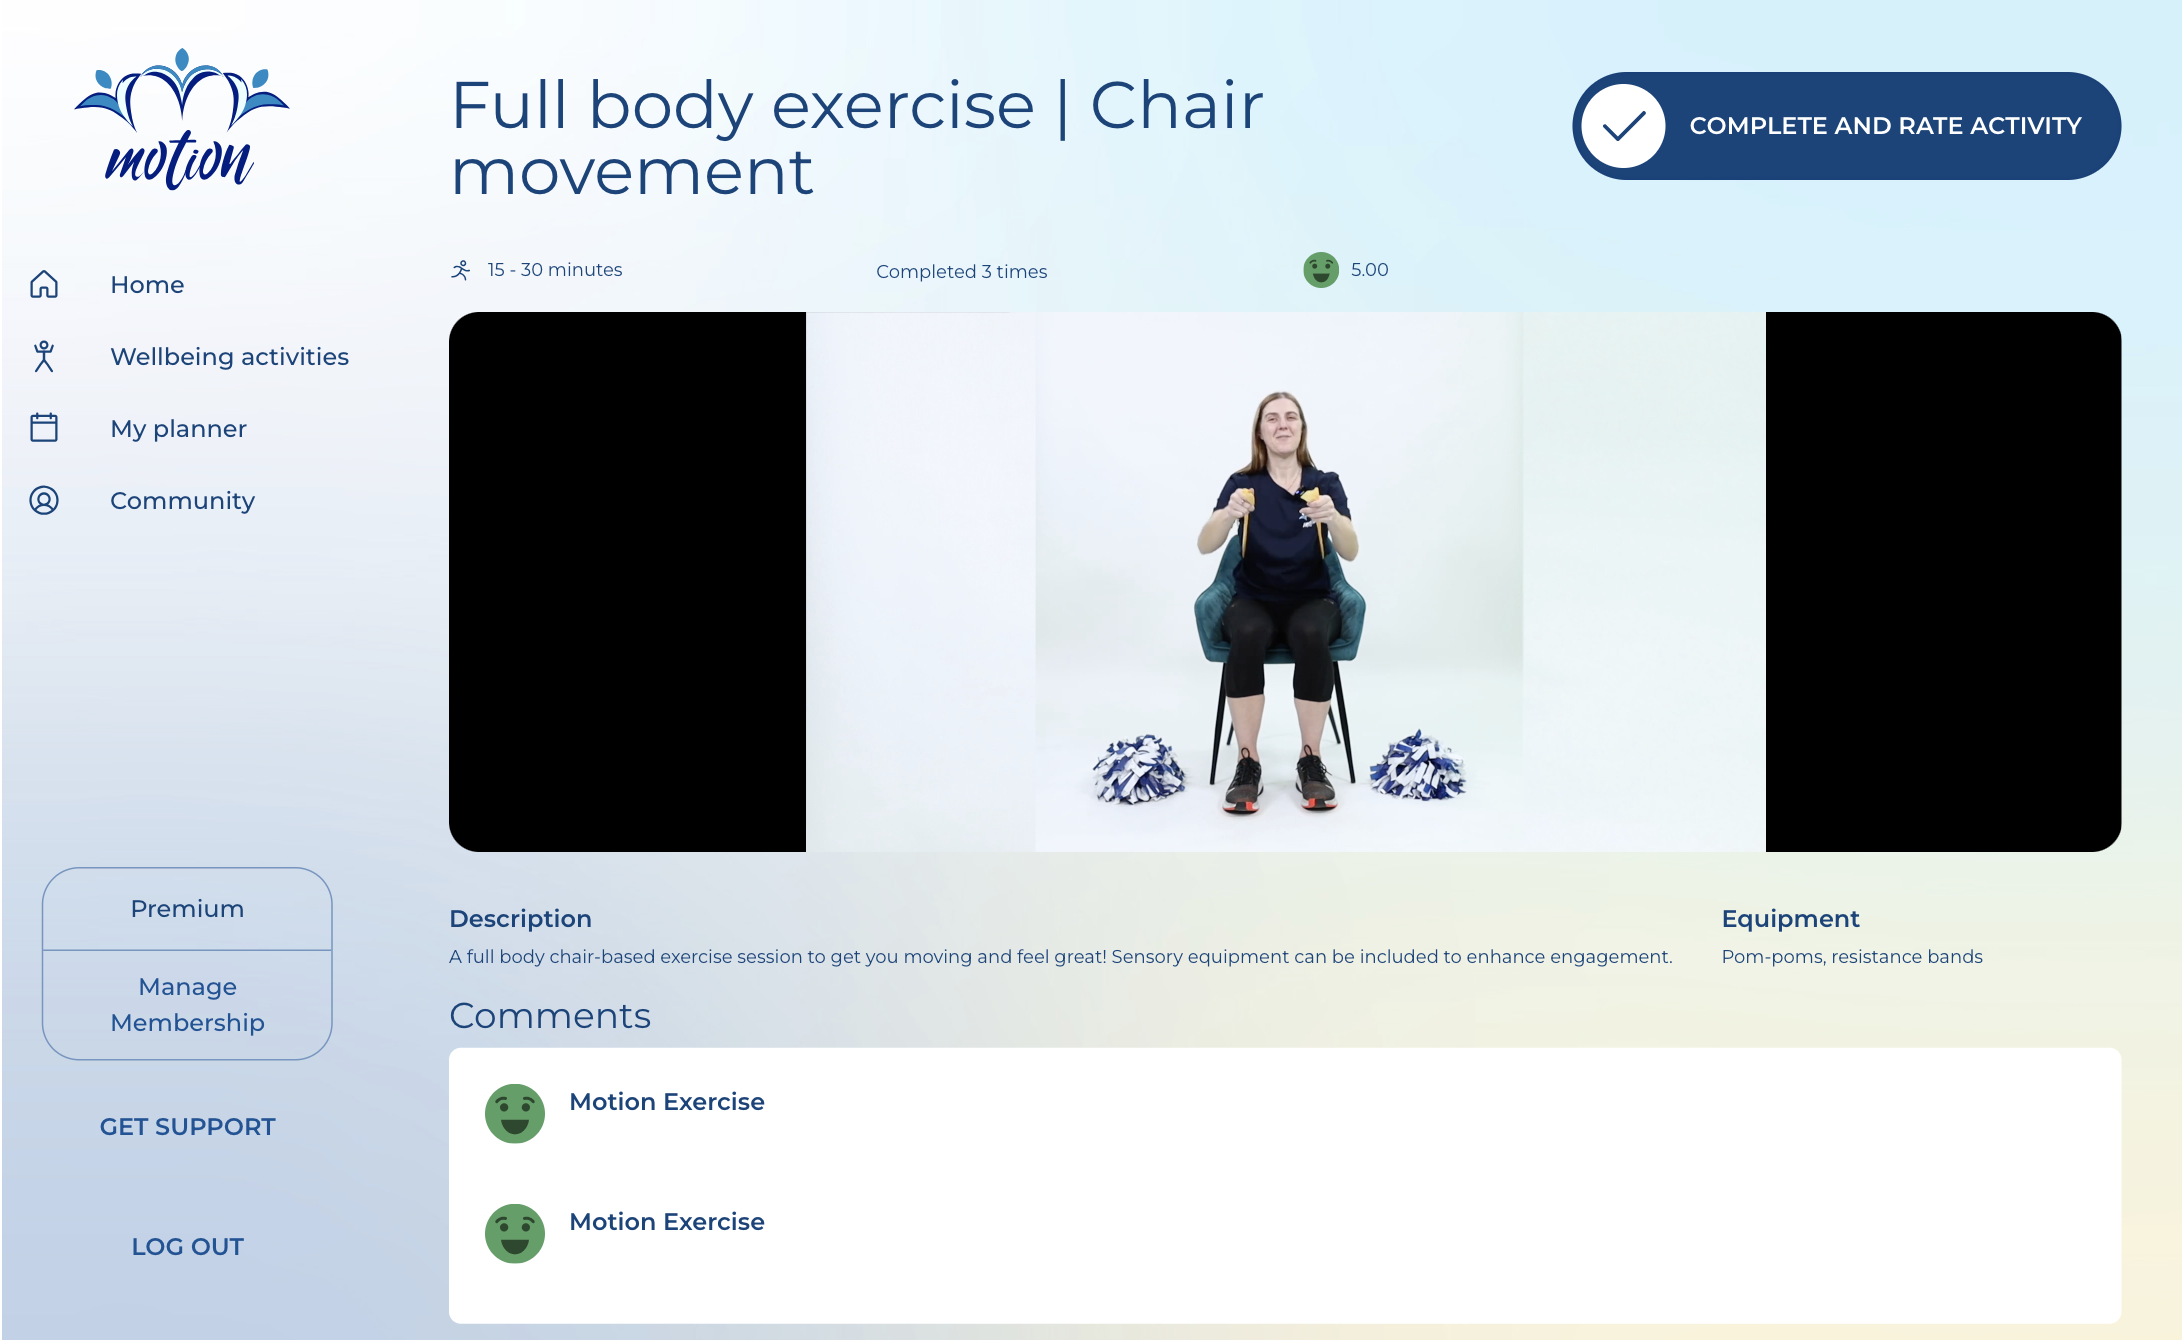 motion
Full body exercise | Chair
movement
COMPLETE AND RATE ACTIVITY
Home
Wellbeing activities
My planner
Community
15 - 30 minutes
Completed 3 times
5.00
Premium
Manage
Membership
GET SUPPORT
LOG OUT
Description
A full body chair-based exercise session to get you moving and feel great! Sensory equipment can be included to enhance engagement.
Equipment
Pom-poms, resistance bands
Comments
Motion Exercise
Motion Exercise